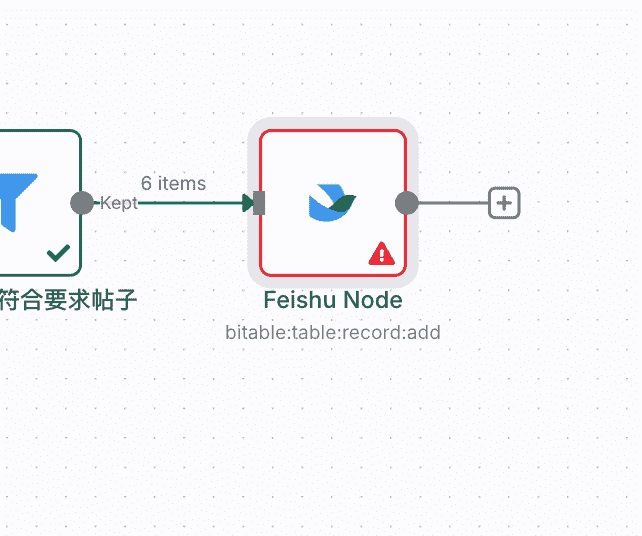 6 items
Kept
符合要求帖子
Feishu Node
bitable:table:record:add